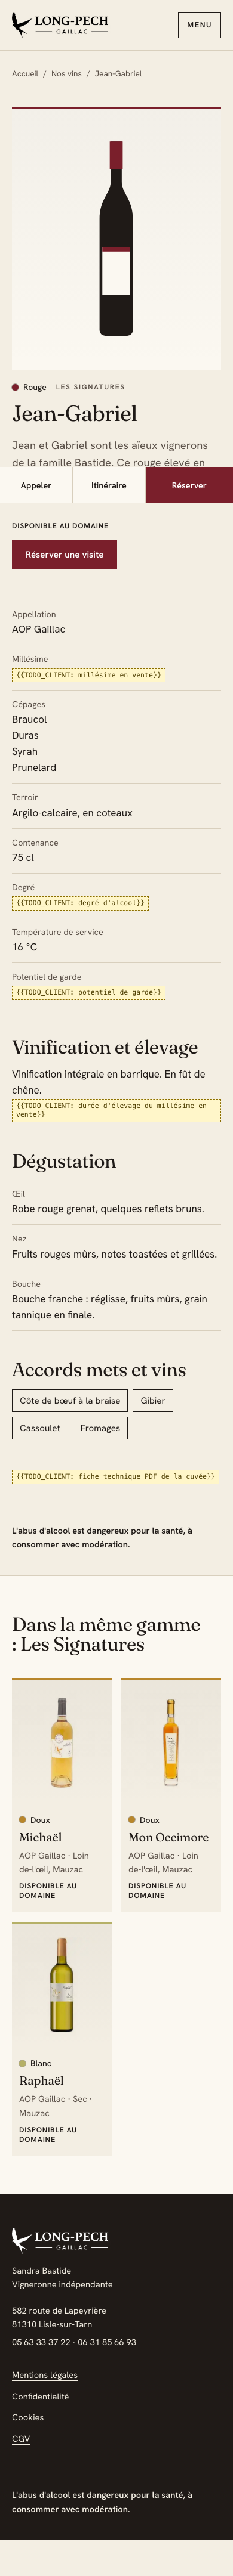 LONG-PECH
GAILLAC
MENU
Accueil / Nos vins / Jean-Gabriel
Rouge LES SIGNATURES
Jean-Gabriel
Jean et Gabriel sont les aïeux vignerons
de la famille Bastide. Ce rouge élevé en
Appeler Itinéraire Réserver
DISPONIBLE AU DOMAINE
Réserver une visite
Appellation
AOP Gaillac
Millésime
{{TODO_CLIENT: millésime en vente}}
Cépages
Braucol
Duras
Syrah
Prunelard
Terroir
Argilo-calcaire, en coteaux
Contenance
75 cl
Degré
{{TODO_CLIENT: degré d'alcool}}
Température de service
16 °C
Potentiel de garde
{{TODO_CLIENT: potentiel de garde}}
Vinification et élevage
Vinification intégrale en barrique. En fût de
chêne.
{{TODO_CLIENT: durée d'élevage du millésime en
vente}}
Dégustation
Œil
Robe rouge grenat, quelques reflets bruns.
Nez
Fruits rouges mûrs, notes toastées et grillées.
Bouche
Bouche franche : réglisse, fruits mûrs, grain
tannique en finale.
Accords mets et vins
Côte de bœuf à la braise Gibier
Cassoulet Fromages
{{TODO_CLIENT: fiche technique PDF de la cuvée}}
L'abus d'alcool est dangereux pour la santé, à
consommer avec modération.
Dans la même gamme
: Les Signatures
Doux
Michaël
AOP Gaillac · Loin-
de-l'œil, Mauzac
DISPONIBLE AU
DOMAINE
Doux
Mon Occimore
AOP Gaillac · Loin-
de-l'œil, Mauzac
DISPONIBLE AU
DOMAINE
Blanc
Raphaël
AOP Gaillac · Sec ·
Mauzac
DISPONIBLE AU
DOMAINE
LONG-PECH
GAILLAC
Sandra Bastide
Vigneronne indépendante
582 route de Lapeyrière
81310 Lisle-sur-Tarn
05 63 33 37 22 · 06 31 85 66 93
Mentions légales
Confidentialité
Cookies
CGV
L'abus d'alcool est dangereux pour la santé, à
consommer avec modération.